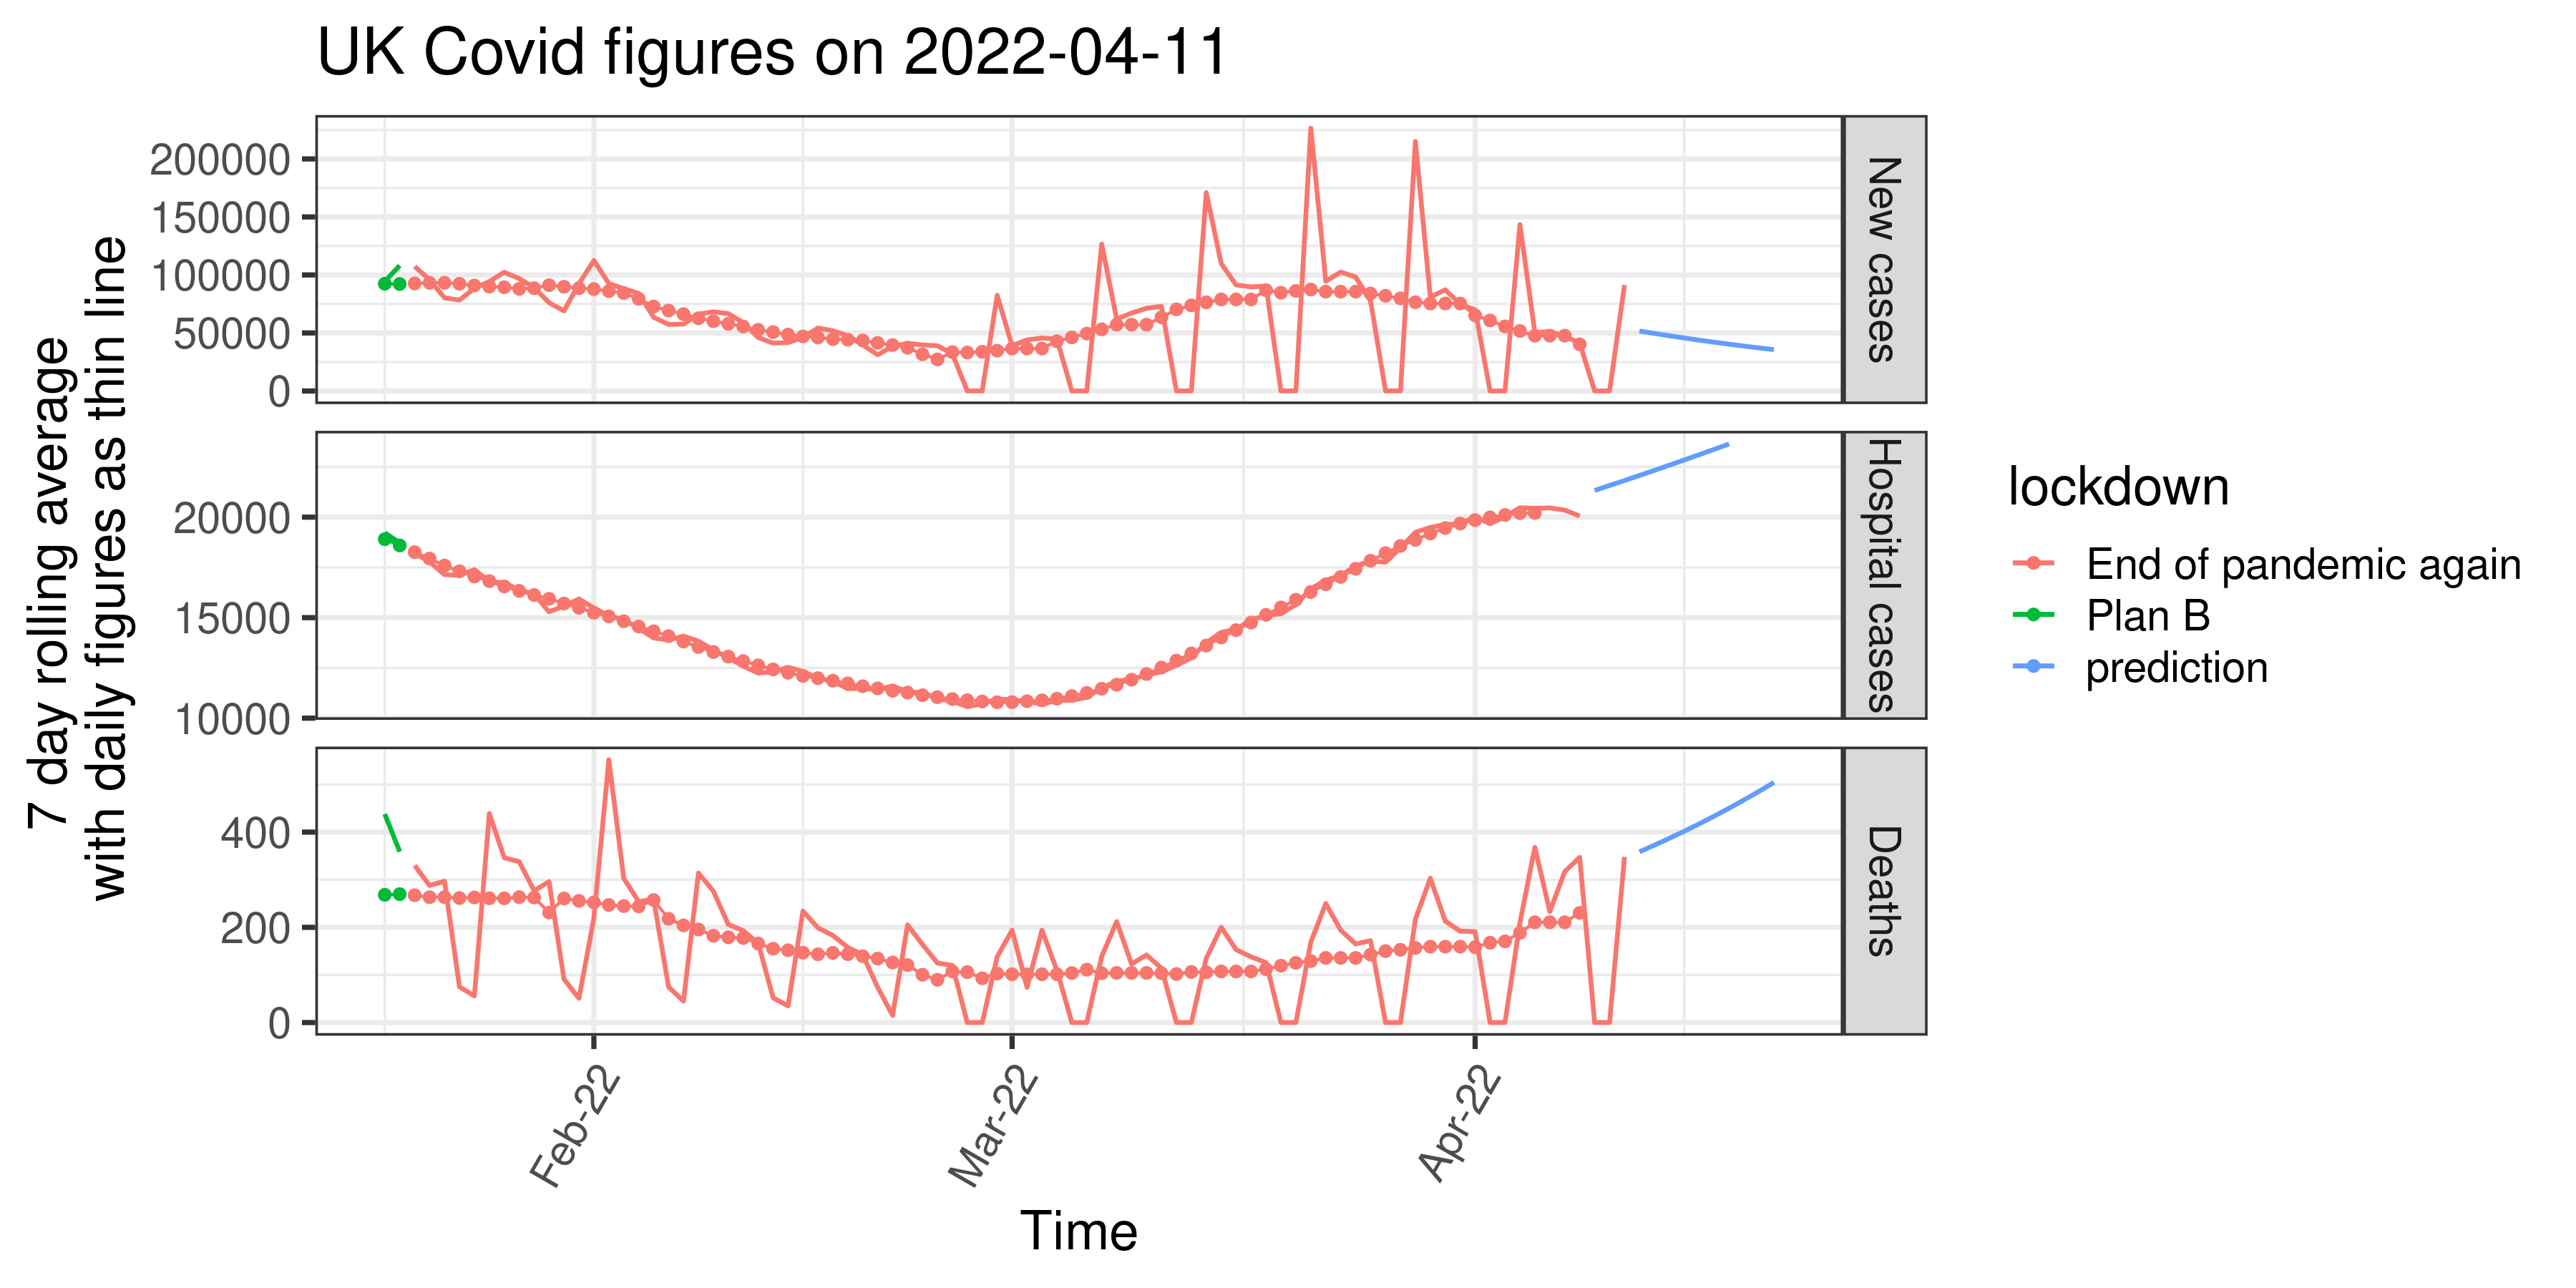 UK Covid figures on 2022-04-11
7 day rolling average
with daily figures as thin line
200000
150000
100000
50000
0
New cases
20000
15000
10000
Hospital cases
400
200
0
Deaths
Feb-22
Mar-22
Apr-22
Time
lockdown
End of pandemic again
Plan B
prediction